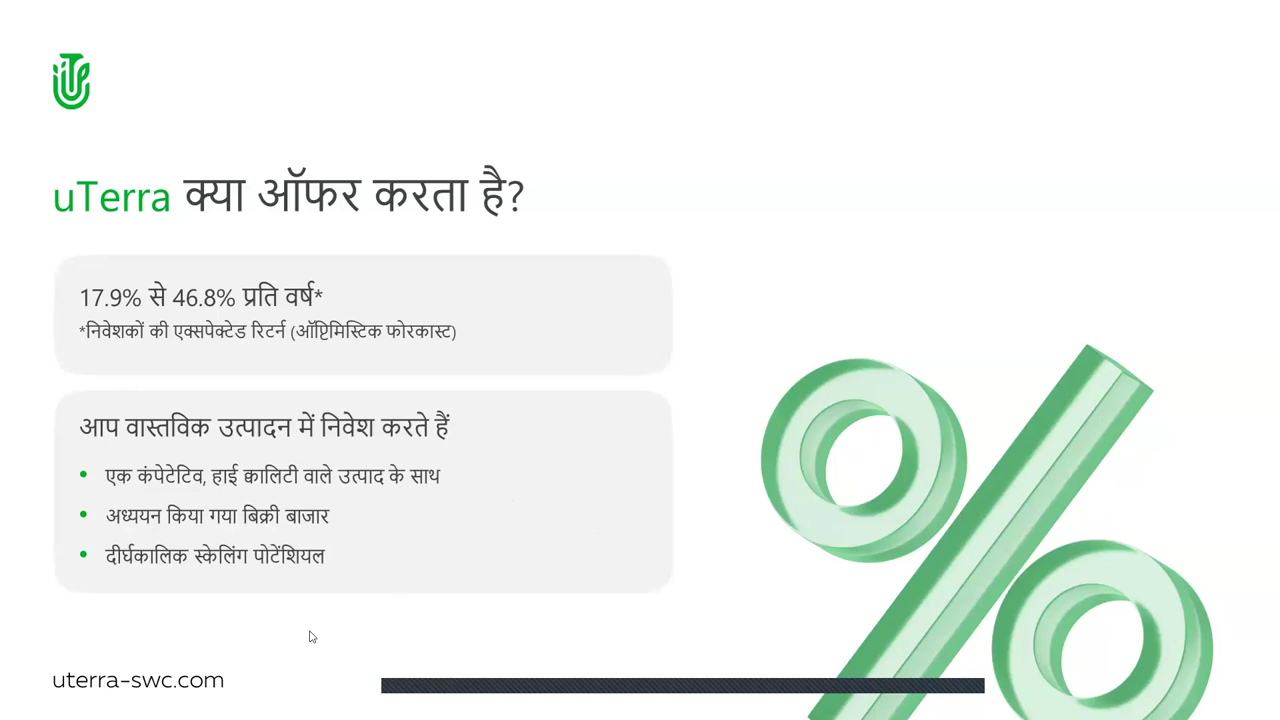 uTerra क्या ऑफर करता है?
17.9% से 46.8% प्रति वर्ष*
*निवेशकों की एक्सपेक्टेड रिटर्न (ऑप्टिमिस्टिक फोरकास्ट)
आप वास्तविक उत्पादन में निवेश करते हैं
• एक कंपेटेटिव, हाई क्वालिटी वाले उत्पाद के साथ
• अध्ययन किया गया बिक्री बाजार
• दीर्घकालिक स्केलिंग पोटेंशियल
uterra-swc.com